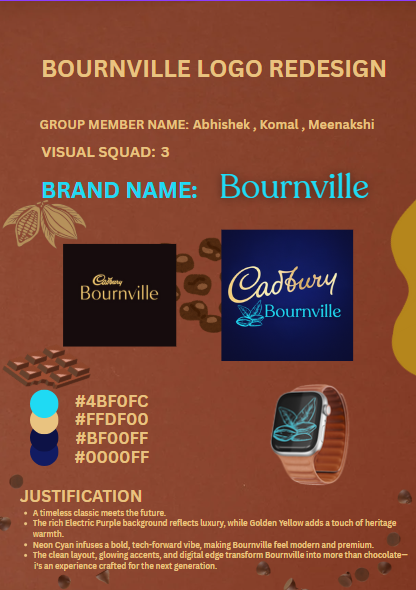 BOURNVILLE LOGO REDESIGN
GROUP MEMBER NAME: Abhishek , Komal , Meenakshi
VISUAL SQUAD: 3
BRAND NAME: Bournville
Cadbury
Bournville
Cadbury
Bournville
#4BF0FC
#FFDF00
#BF00FF
#0000FF
JUSTIFICATION
• A timeless classic meets the future.
• The rich Electric Purple background reflects luxury, while Golden Yellow adds a touch of heritage
warmth.
• Neon Cyan infuses a bold, tech-forward vibe, making Bournville feel modern and premium.
• The clean layout, glowing accents, and digital edge transform Bournville into more than chocolate—
i's an experience crafted for the next generation.